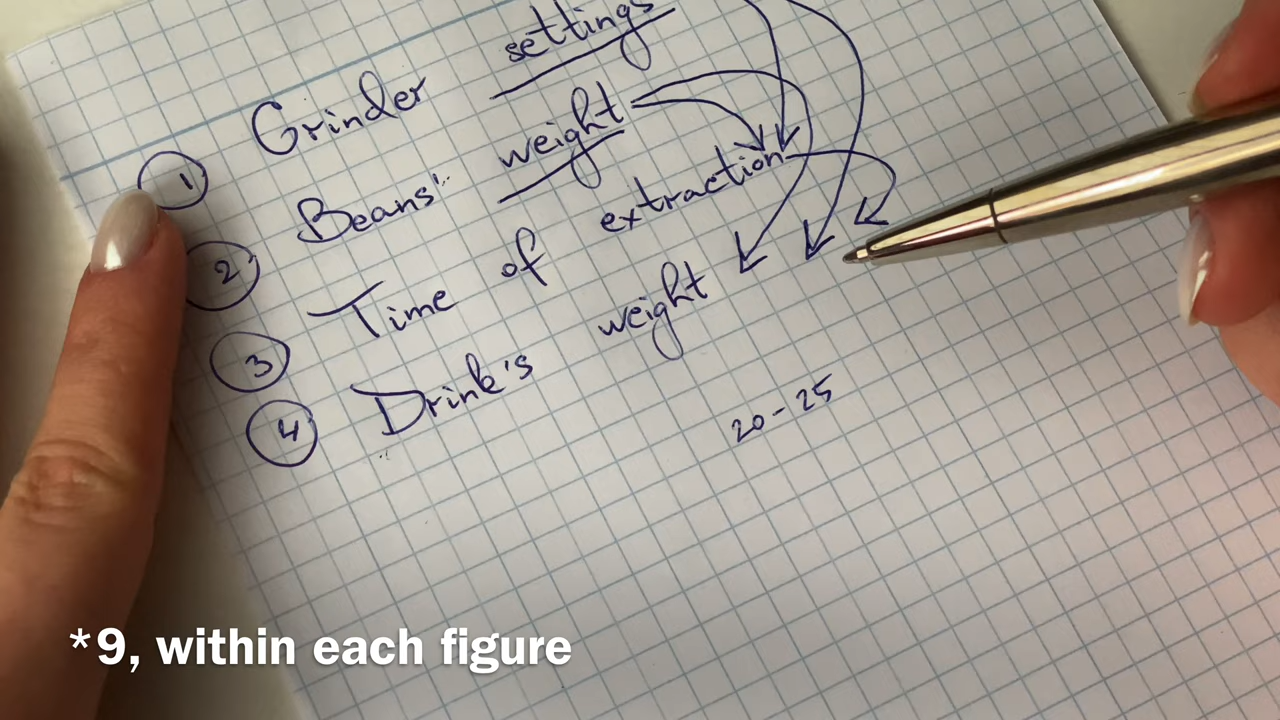 1 Grinder settings
2 Beans' weight
3 Time of extraction
4 Drink's weight
20-25
*9, within each figure